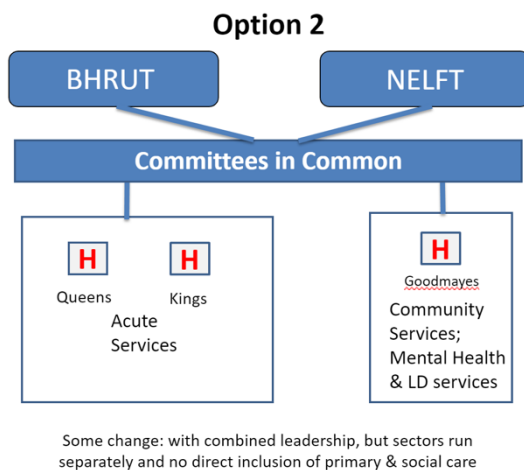 Option 2
BHRUT
NELFT
Committees in Common
H
H
Queens
Kings
Acute
Services
H
Goodmayes
Community
Services;
Mental Health
& LD services
Some change: with combined leadership, but sectors run
separately and no direct inclusion of primary & social care